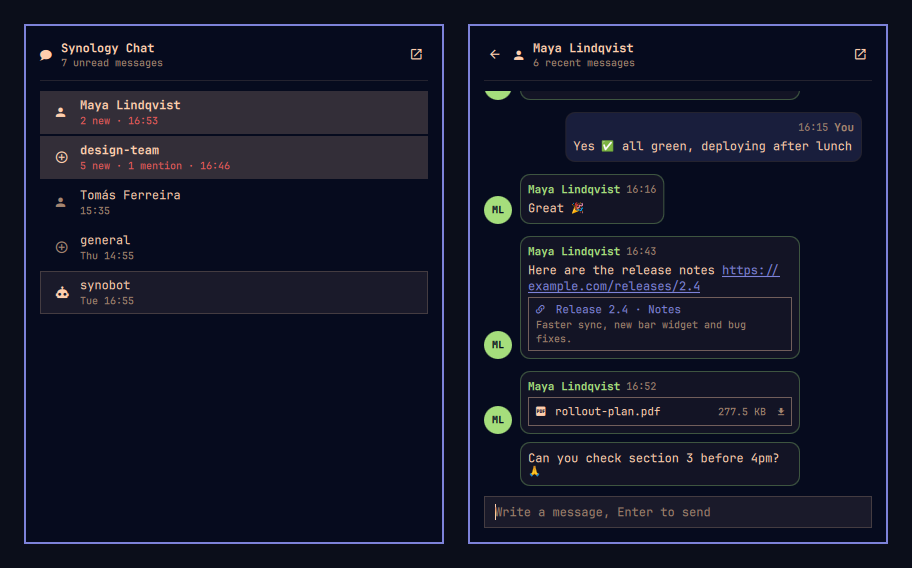 Synology Chat
7 unread messages
Maya Lindqvist
2 new · 16:53
design-team
5 new · 1 mention · 16:46
Tomás Ferreira
15:35
general
Thu 14:55
synobot
Tue 16:55
Maya Lindqvist
6 recent messages
16:15 You
Yes ✅ all green, deploying after lunch
Maya Lindqvist 16:16
Great 🎉
ML
Maya Lindqvist 16:43
Here are the release notes https://
example.com/releases/2.4
Release 2.4 · Notes
Faster sync, new bar widget and bug
fixes.
ML
Maya Lindqvist 16:52
PDF rollout-plan.pdf 277.5 KB
ML
Can you check section 3 before 4pm?
🙏
Write a message, Enter to send